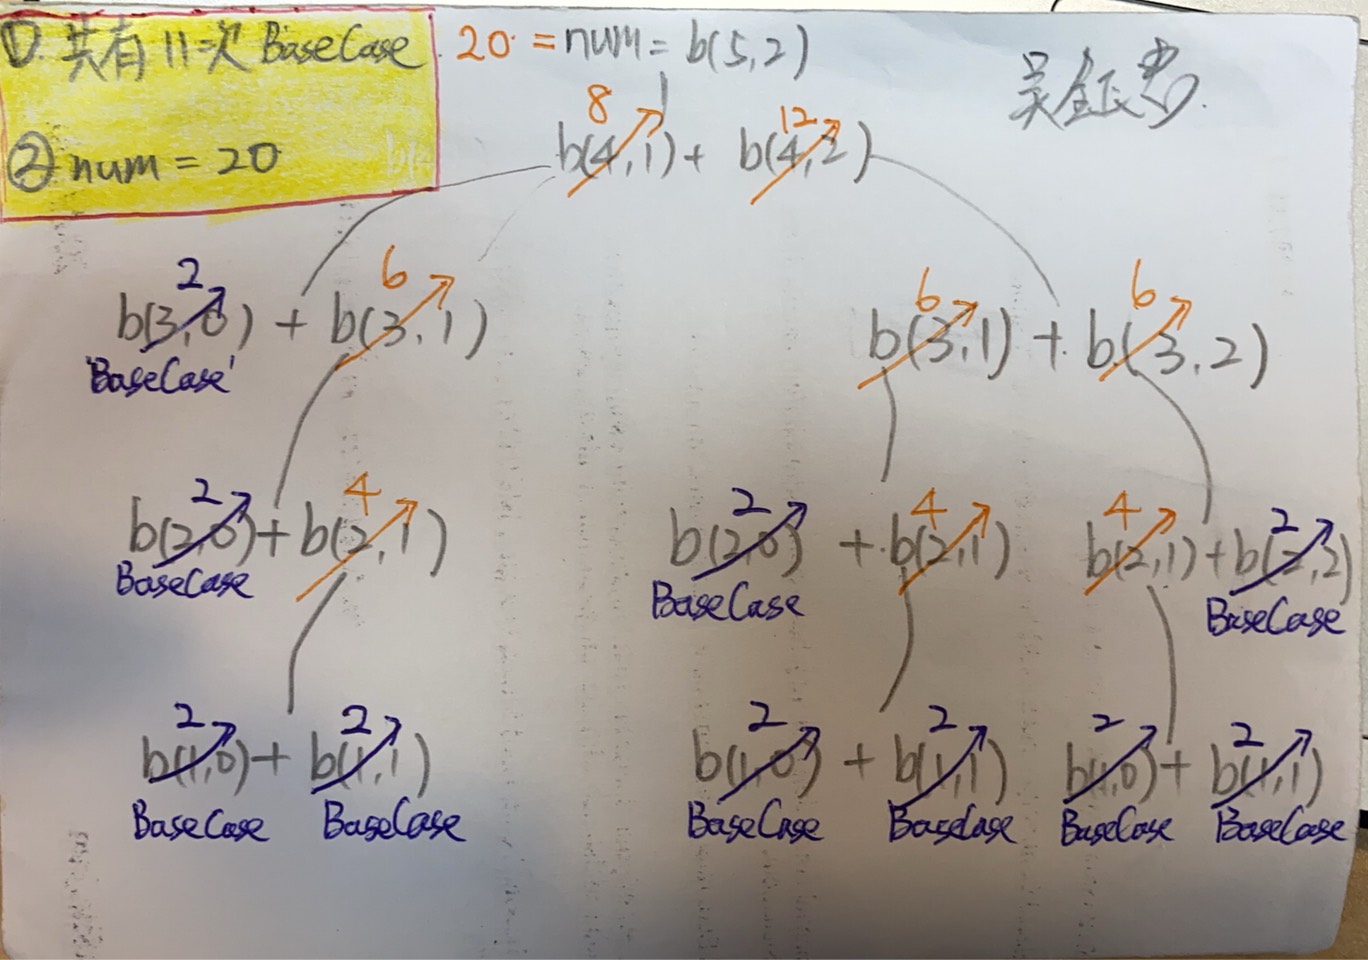 ① 共有 11次 BaseCase
20 = num = b(5,2)
② num = 20
8 12
b(4,1) + b(4,2)
2 6 6 6
b(3,0) + b(3,1) b(3,1) + b(3,2)
'BaseCase'
2 4 2 4 4 2
b(2,0) + b(2,1) b(2,0) + b(2,1) b(2,1) + b(2,2)
BaseCase BaseCase BaseCase
2 2 2 2 2 2
b(1,0) + b(1,1) b(1,0) + b(1,1) b(1,0) + b(1,1)
BaseCase BaseCase BaseCase BaseCase BaseCase BaseCase